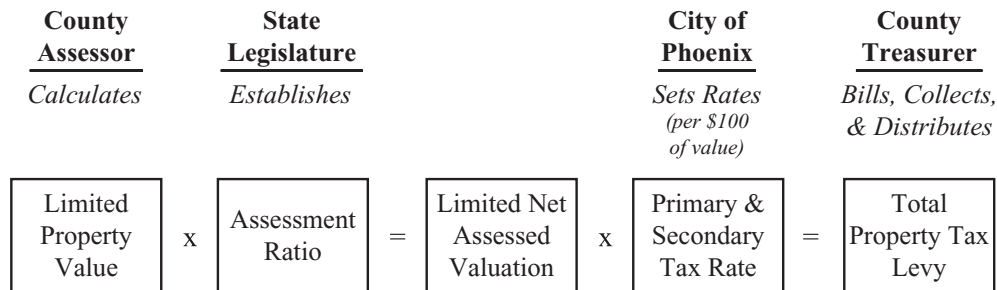 County Assessor
Calculates
State Legislature
Establishes
City of Phoenix
Sets Rates
(per $100
of value)
County Treasurer
Bills, Collects,
& Distributes
Limited
Property
Value
x
Assessment
Ratio
=
Limited Net
Assessed
Valuation
x
Primary &
Secondary
Tax Rate
=
Total
Property Tax
Levy